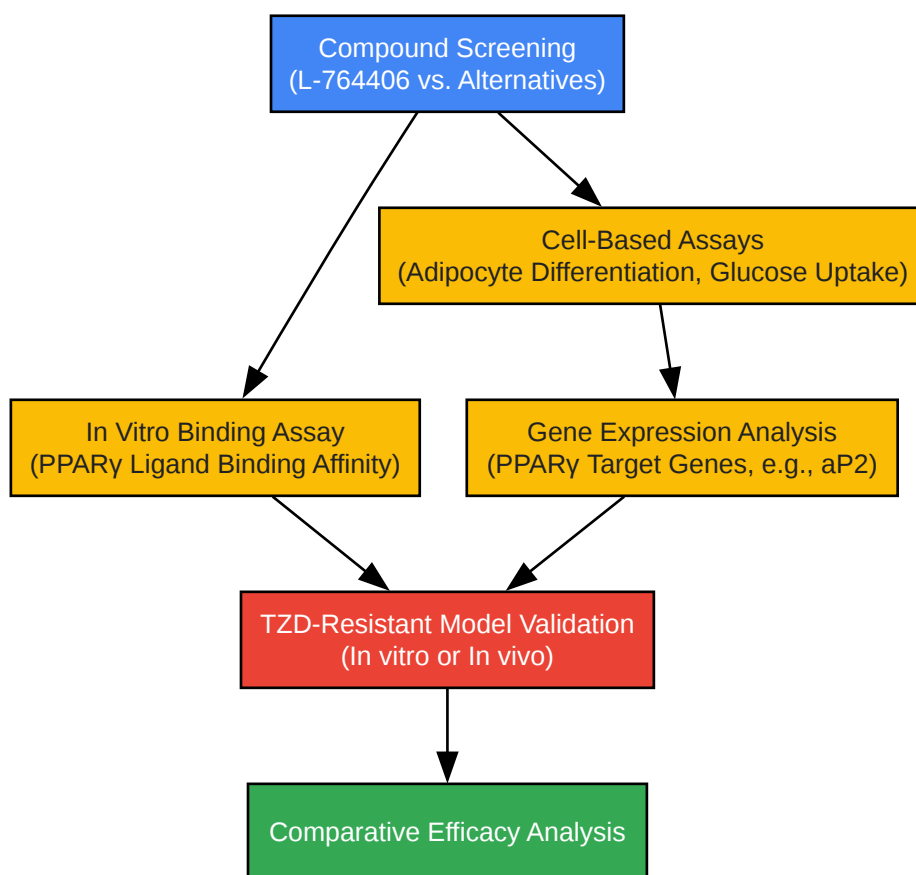 Compound Screening
(L-764406 vs. Alternatives)
Cell-Based Assays
(Adipocyte Differentiation, Glucose Uptake)
In Vitro Binding Assay
(PPARγ Ligand Binding Affinity)
Gene Expression Analysis
(PPARγ Target Genes, e.g., aP2)
TZD-Resistant Model Validation
(In vitro or In vivo)
Comparative Efficacy Analysis